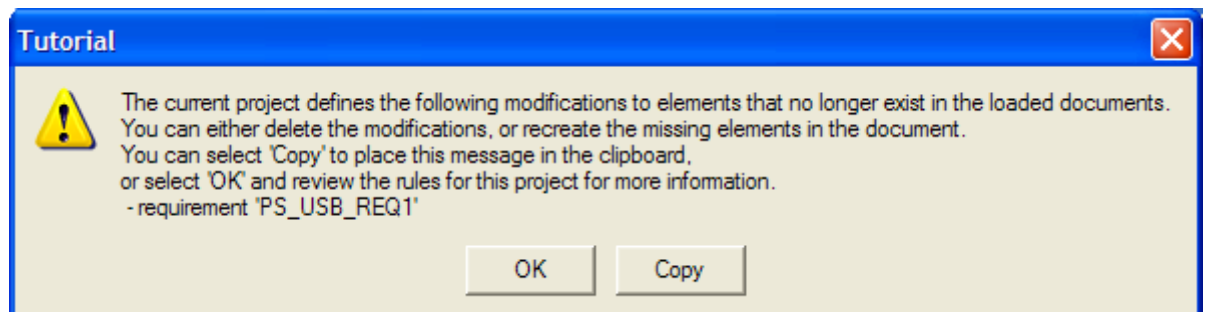 Tutorial
The current project defines the following modifications to elements that no longer exist in the loaded documents.
You can either delete the modifications, or recreate the missing elements in the document.
You can select 'Copy' to place this message in the clipboard,
or select 'OK' and review the rules for this project for more information.
- requirement 'PS_USB_REQ1'
OK Copy